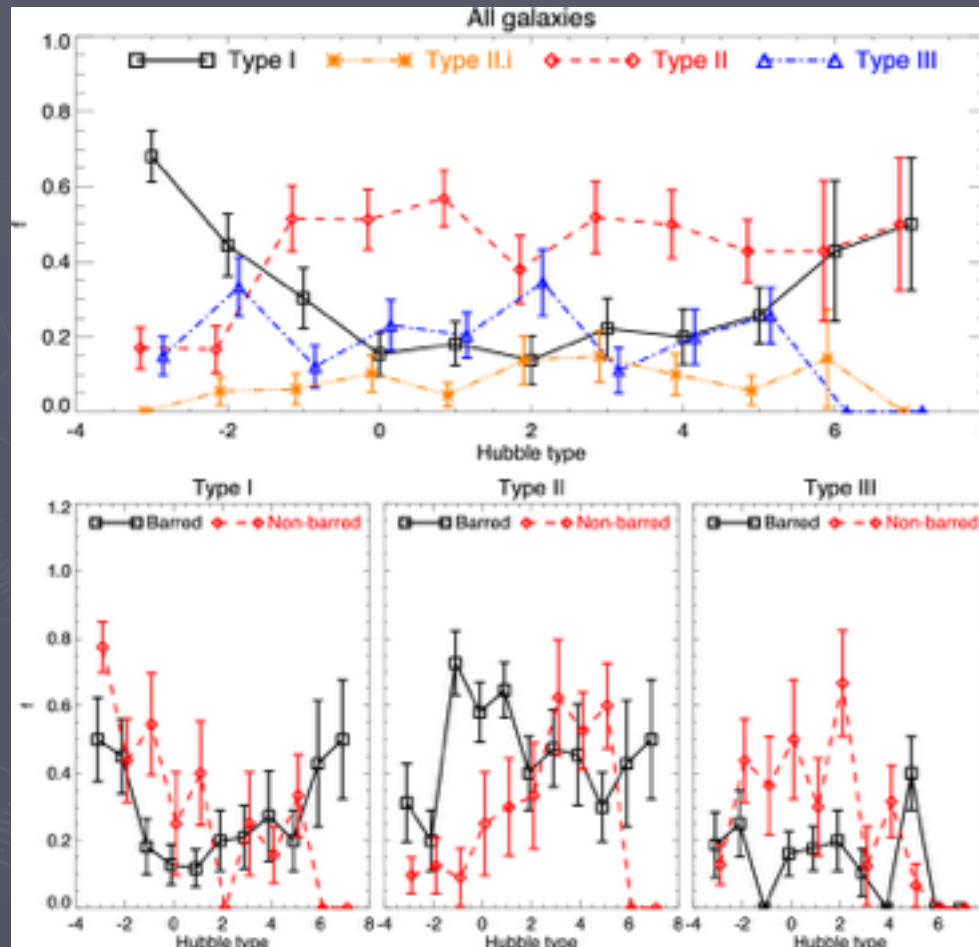 All galaxies
Type I Type II.i Type II Type III
1.0
0.8
0.6
f
0.4
0.2
0.0
-4 -2 0 2 4 6
Hubble type
Type I Type II Type III
1.2
Barred Non-barred Barred Non-barred Barred Non-barred
1.0
0.8
0.6
f
0.4
0.2
0.0
-4 -2 0 2 4 6 8-4 -2 0 2 4 6 8-4 -2 0 2 4 6
Hubble type Hubble type Hubble type